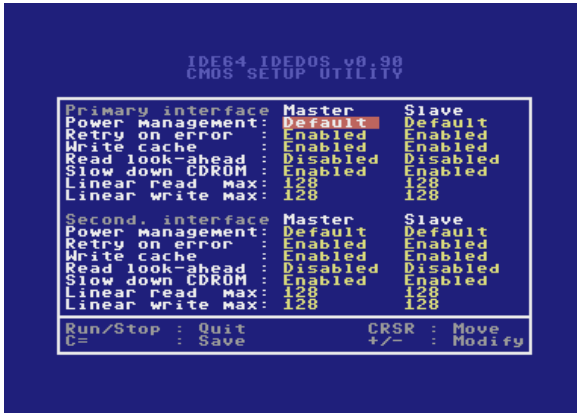 IDE64 IDEDOS v0.90
CMOS SETUP UTILITY
Primary interface Master Slave
Power management: Default Default
Retry on error : Enabled Enabled
Write cache : Enabled Enabled
Read look-ahead : Disabled Disabled
Slow down CDROM : Enabled Enabled
Linear read max: 128 128
Linear write max: 128 128
Second. interface Master Slave
Power management: Default Default
Retry on error : Enabled Enabled
Write cache : Enabled Enabled
Read look-ahead : Disabled Disabled
Slow down CDROM : Enabled Enabled
Linear read max: 128 128
Linear write max: 128 128
Run/Stop : Quit CRSR : Move
C= : Save +/- : Modify